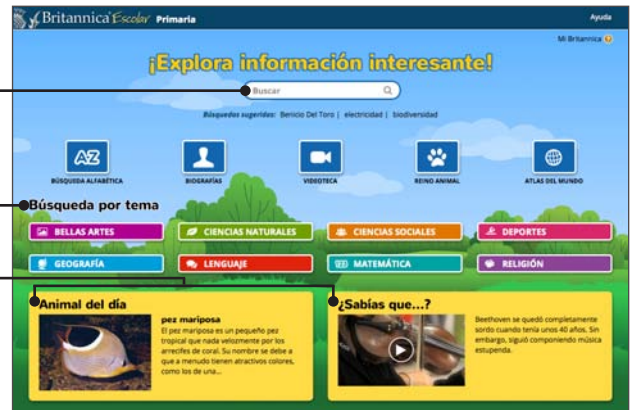 Britannica Escolar Primaria
Ayuda
Mi Britannica
¡Explora información interesante!
Buscar
Búsquedas sugeridas: Benicio Del Toro | electricidad | biodiversidad
AZ
BÚSQUEDA ALFABÉTICA
BIOGRAFÍAS
VIDEOTECA
REINO ANIMAL
ATLAS DEL MUNDO
Búsqueda por tema
BELLAS ARTES
CIENCIAS NATURALES
CIENCIAS SOCIALES
DEPORTES
GEOGRAFÍA
LENGUAJE
MATEMÁTICA
RELIGIÓN
Animal del día
pez mariposa
El pez mariposa es un pequeño pez
tropical que nada velozmente por los
arrecifes de coral. Su nombre se debe a
que a menudo tienen atractivos colores,
como los de una...
¿Sabías que...?
Beethoven se quedó completamente
sordo cuando tenía unos 40 años. Sin
embargo, siguió componiendo música
estupenda.